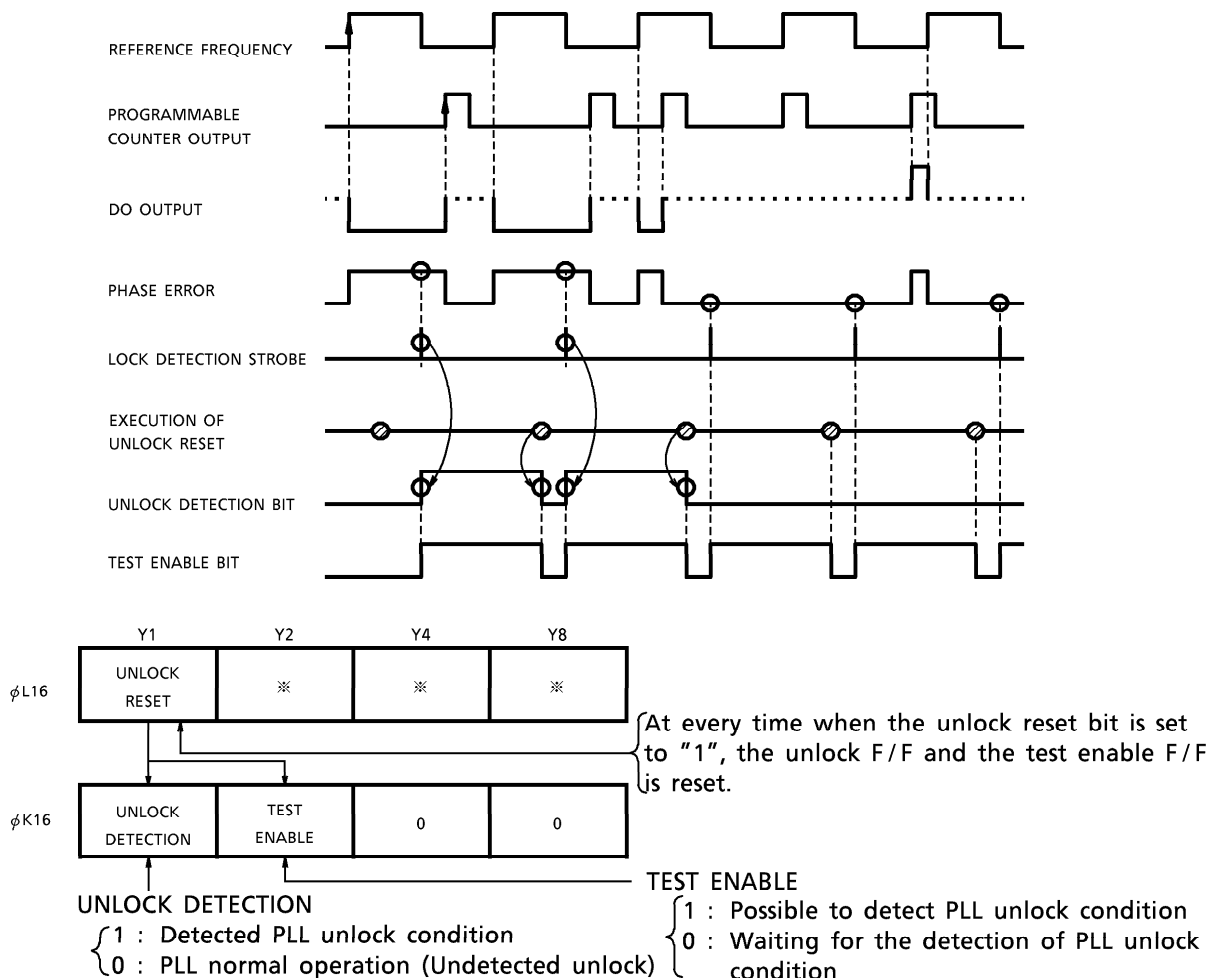 REFERENCE FREQUENCY
PROGRAMMABLE
COUNTER OUTPUT
DO OUTPUT
PHASE ERROR
LOCK DETECTION STROBE
EXECUTION OF
UNLOCK RESET
UNLOCK DETECTION BIT
TEST ENABLE BIT
Y1 Y2 Y4 Y8
ϕL16
UNLOCK
RESET
※ ※ ※
At every time when the unlock reset bit is set
to "1", the unlock F/F and the test enable F/F
is reset.
ϕK16
UNLOCK
DETECTION
TEST
ENABLE
0 0
UNLOCK DETECTION
1 : Detected PLL unlock condition
0 : PLL normal operation (Undetected unlock)
TEST ENABLE
1 : Possible to detect PLL unlock condition
0 : Waiting for the detection of PLL unlock
condition